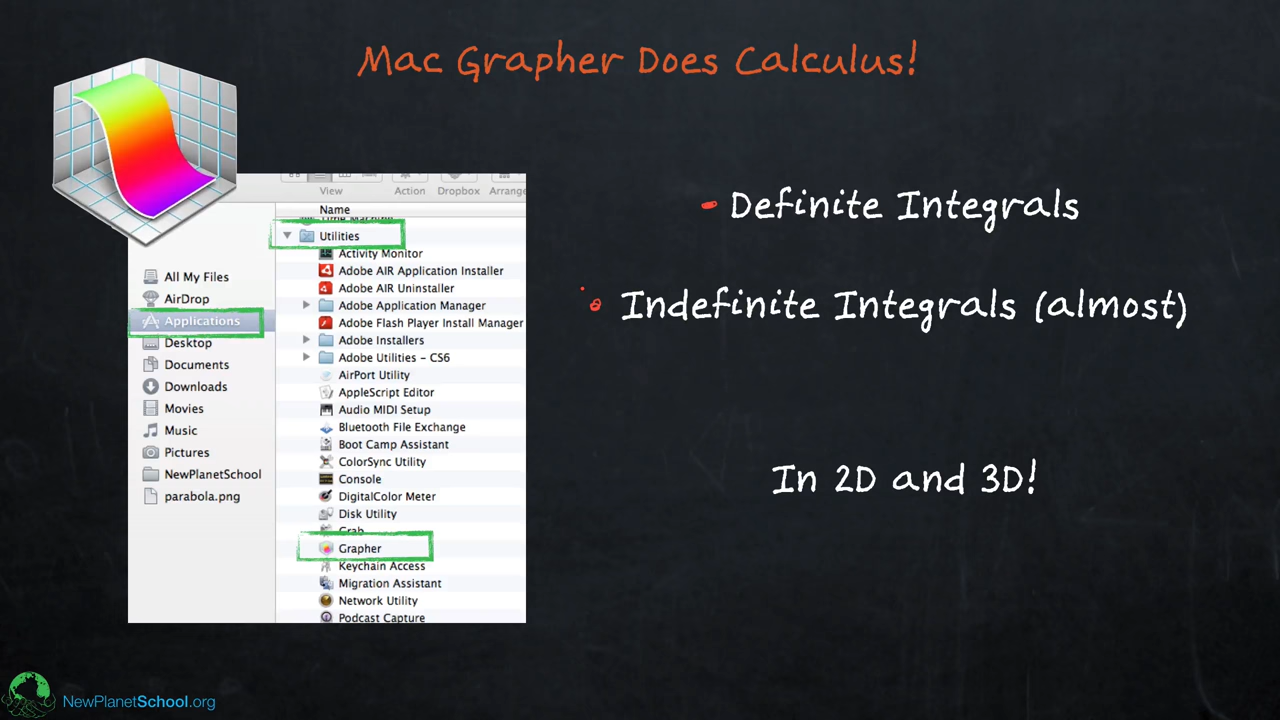 Mac Grapher Does Calculus!
View Action Dropbox Arrange
Name
Time Machine
Utilities
Activity Monitor
Adobe AIR Application Installer
Adobe AIR Uninstaller
Adobe Application Manager
Adobe Flash Player Install Manager
Adobe Installers
Adobe Utilities - CS6
AirPort Utility
AppleScript Editor
Audio MIDI Setup
Bluetooth File Exchange
Boot Camp Assistant
ColorSync Utility
Console
DigitalColor Meter
Disk Utility
Grab
Grapher
Keychain Access
Migration Assistant
Network Utility
Podcast Capture
All My Files
AirDrop
Applications
Desktop
Documents
Downloads
Movies
Music
Pictures
NewPlanetSchool
parabola.png
Definite Integrals
Indefinite Integrals (almost)
In 2D and 3D!
NewPlanetSchool.org